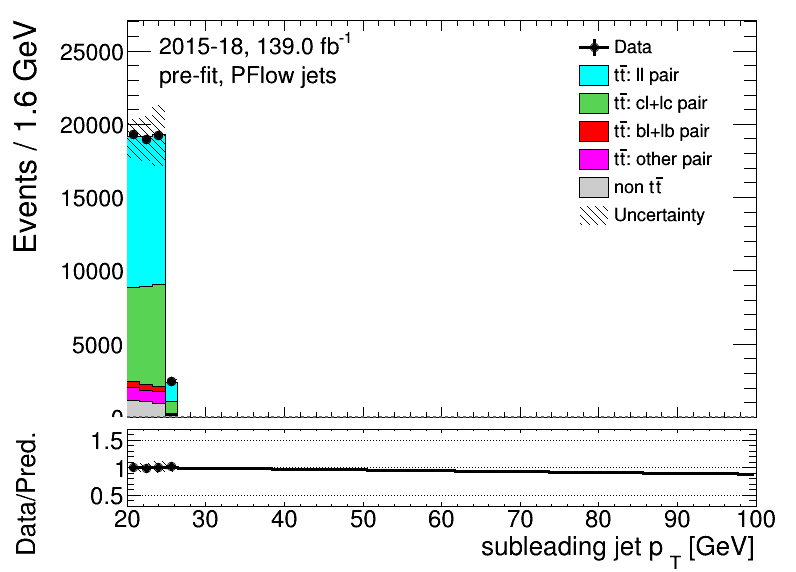 Events / 1.6 GeV
25000
20000
15000
10000
5000
0
2015-18, 139.0 fb⁻¹
pre-fit, PFlow jets
Data
tt̄: ll pair
tt̄: cl+lc pair
tt̄: bl+lb pair
tt̄: other pair
non tt̄
Uncertainty
Data/Pred.
1.5
1
0.5
20 30 40 50 60 70 80 90 100
subleading jet p_T [GeV]